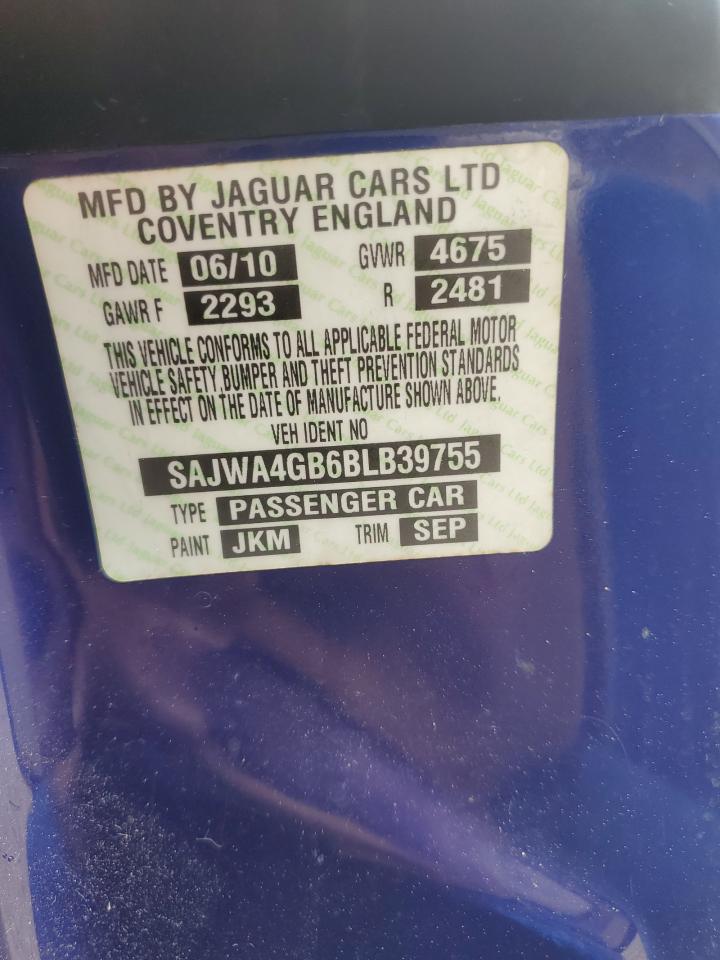 MFD BY JAGUAR CARS LTD
COVENTRY ENGLAND
MFD DATE 06/10 GVWR 4675
GAWR F 2293 R 2481
THIS VEHICLE CONFORMS TO ALL APPLICABLE FEDERAL MOTOR
VEHICLE SAFETY, BUMPER AND THEFT PREVENTION STANDARDS
IN EFFECT ON THE DATE OF MANUFACTURE SHOWN ABOVE.
VEH IDENT NO
SAJWA4GB6BLB39755
TYPE PASSENGER CAR
PAINT JKM TRIM SEP